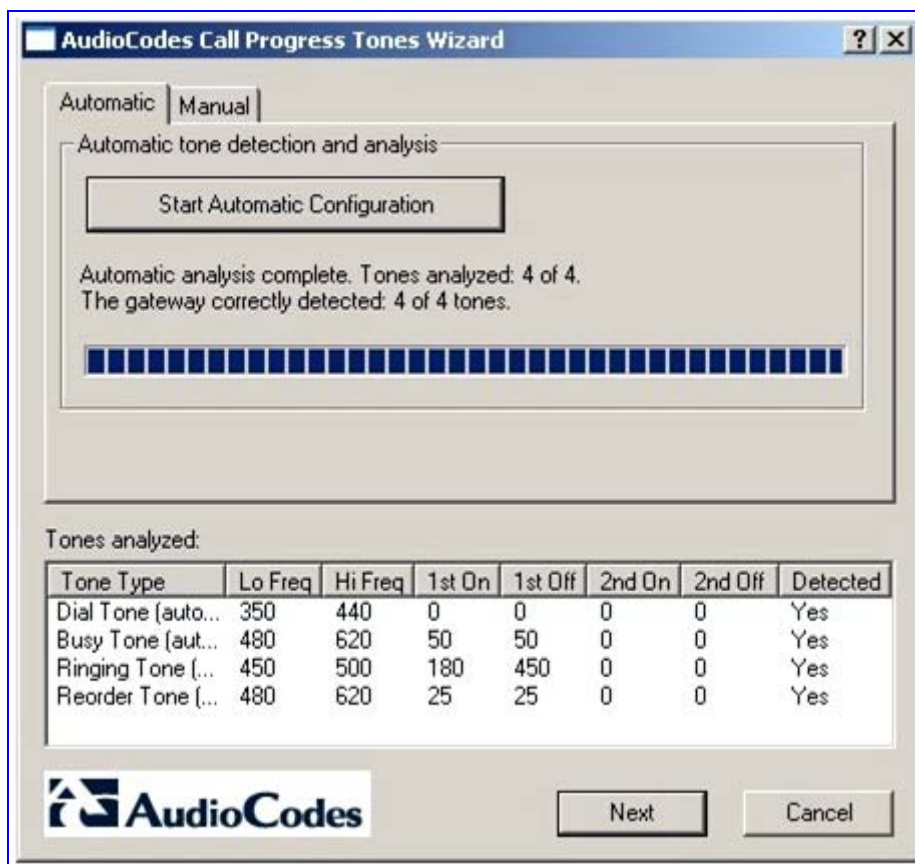 AudioCodes Call Progress Tones Wizard
Automatic Manual
Automatic tone detection and analysis
Start Automatic Configuration
Automatic analysis complete. Tones analyzed: 4 of 4.
The gateway correctly detected: 4 of 4 tones.
Tones analyzed:
Tone Type Lo Freq Hi Freq 1st On 1st Off 2nd On 2nd Off Detected
Dial Tone (auto... 350 440 0 0 0 0 Yes
Busy Tone (aut... 480 620 50 50 0 0 Yes
Ringing Tone (... 450 500 180 450 0 0 Yes
Reorder Tone (... 480 620 25 25 0 0 Yes
AudioCodes
Next Cancel